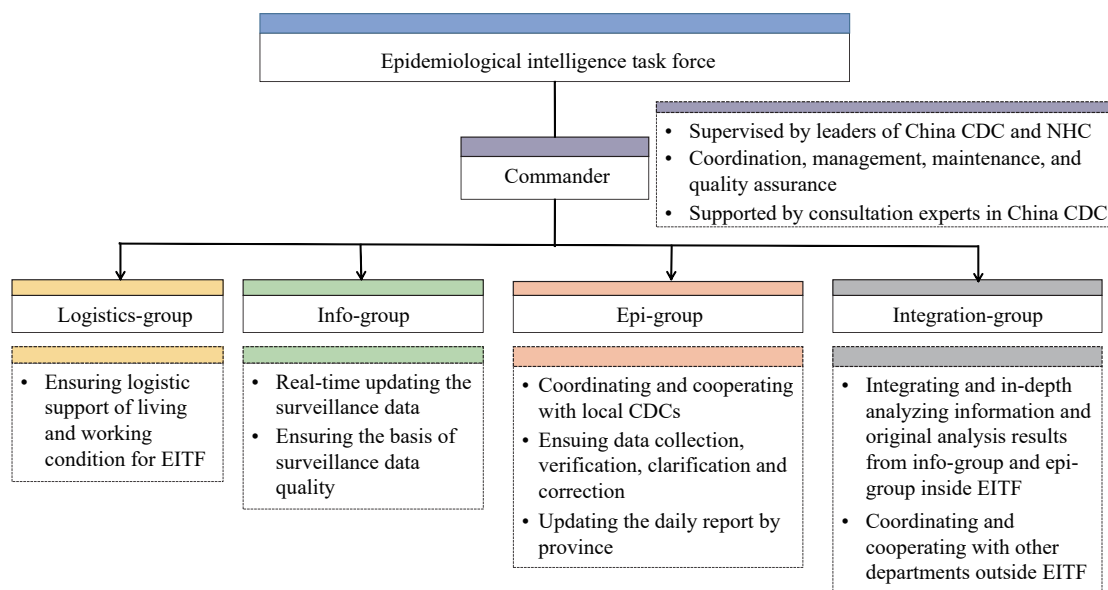 Epidemiological intelligence task force
• Supervised by leaders of China CDC and NHC
• Coordination, management, maintenance, and
quality assurance
• Supported by consultation experts in China CDC
Commander
Logistics-group
Info-group
Epi-group
Integration-group
• Ensuring logistic
support of living
and working
condition for EITF
• Real-time updating the
surveillance data
• Ensuring the basis of
surveillance data
quality
• Coordinating and cooperating
with local CDCs
• Ensuing data collection,
verification, clarification and
correction
• Updating the daily report by
province
• Integrating and in-depth
analyzing information and
original analysis results
from info-group and epi-
group inside EITF
• Coordinating and
cooperating with other
departments outside EITF